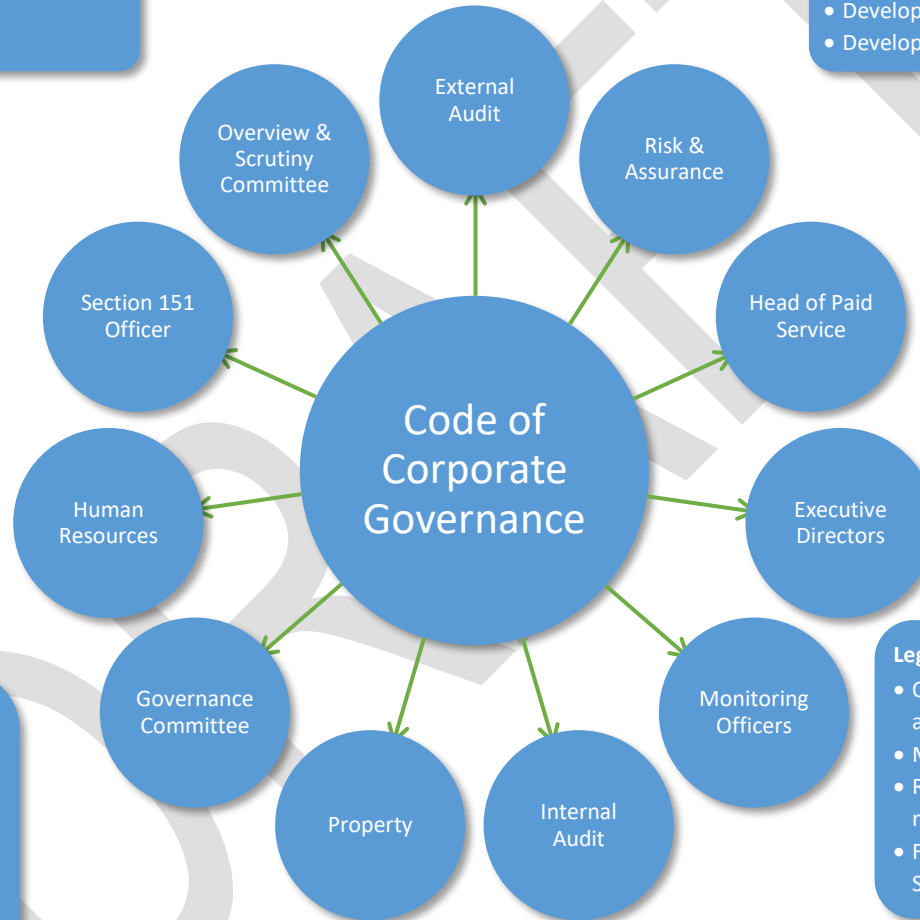 • Develop
• Develop
External
Audit
Overview &
Scrutiny
Committee
Risk &
Assurance
Section 151
Officer
Head of Paid
Service
Code of
Corporate
Governance
Human
Resources
Executive
Directors
Governance
Committee
Monitoring
Officers
Property
Internal
Audit